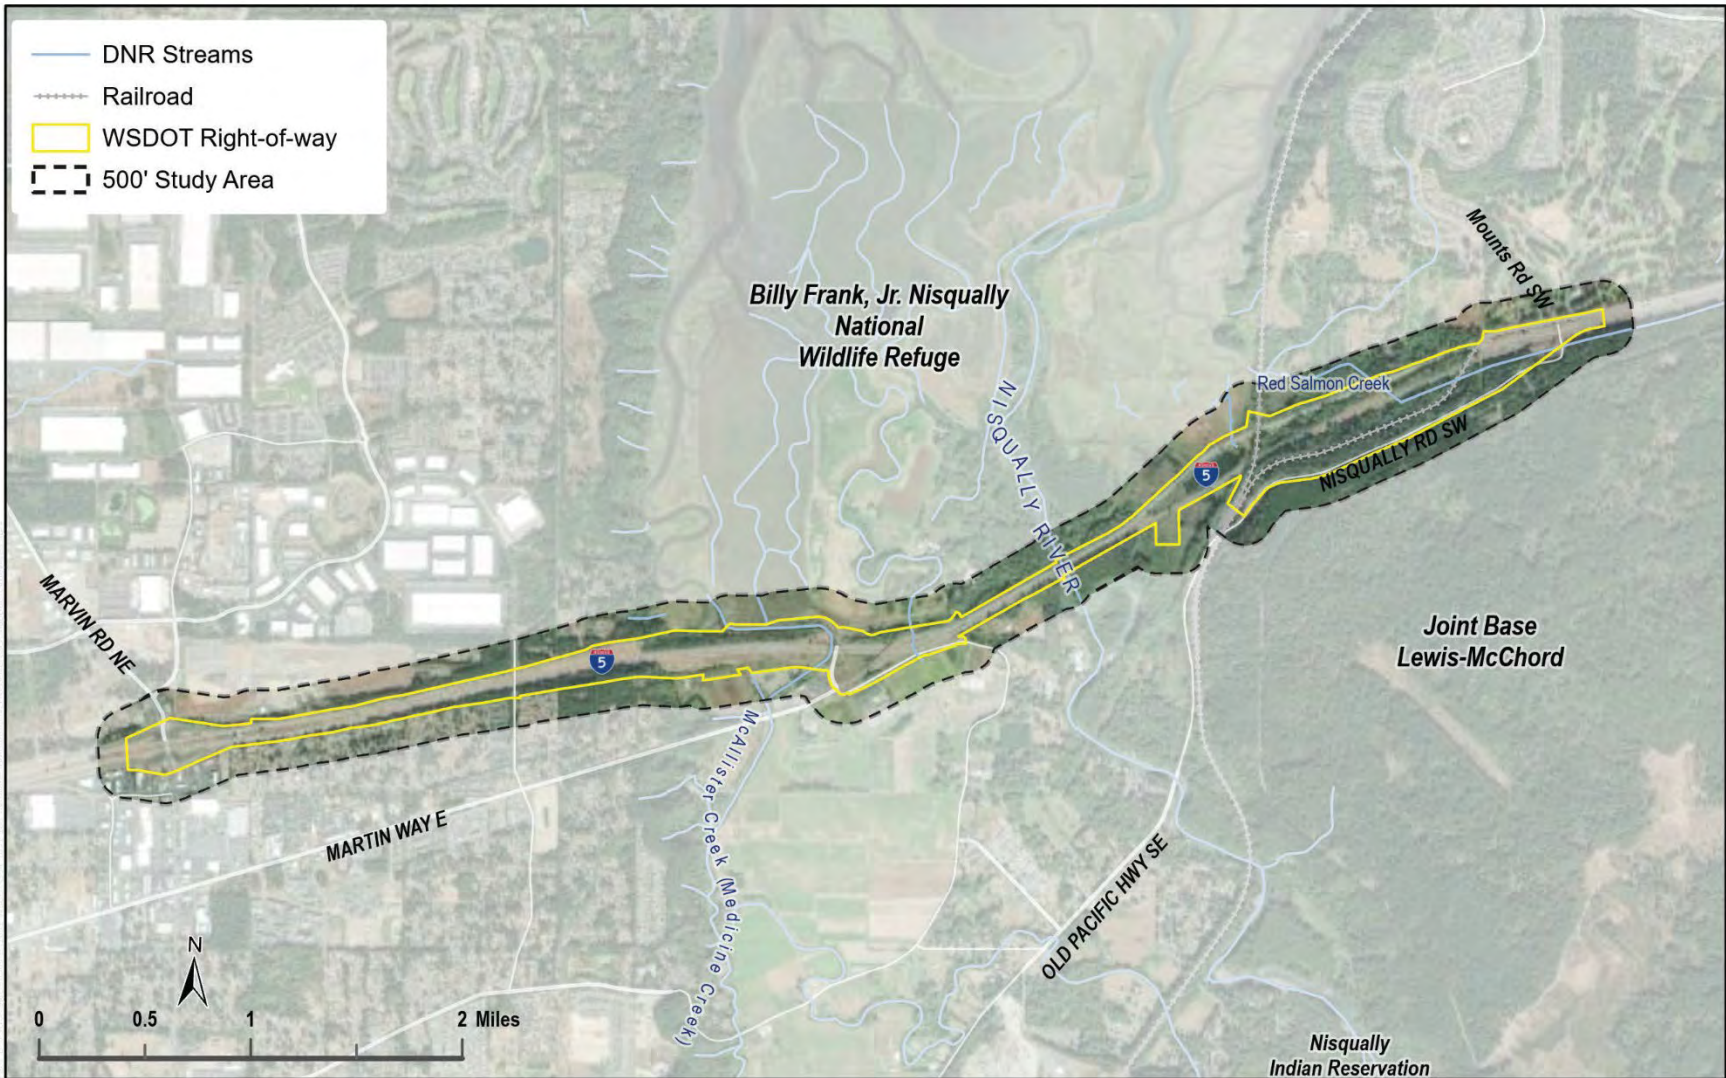 DNR Streams
Railroad
WSDOT Right-of-way
500' Study Area
Mounts Rd SW
Billy Frank, Jr. Nisqually
National
Wildlife Refuge
Red Salmon Creek
NISQUALLY RIVER
NISQUALLY RD SW
5
5
MARVIN RD NE
Joint Base
Lewis-McChord
McAllister Creek (Medicine Creek)
MARTIN WAY E
OLD PACIFIC HWY SE
N
0 0.5 1 2 Miles
Nisqually
Indian Reservation